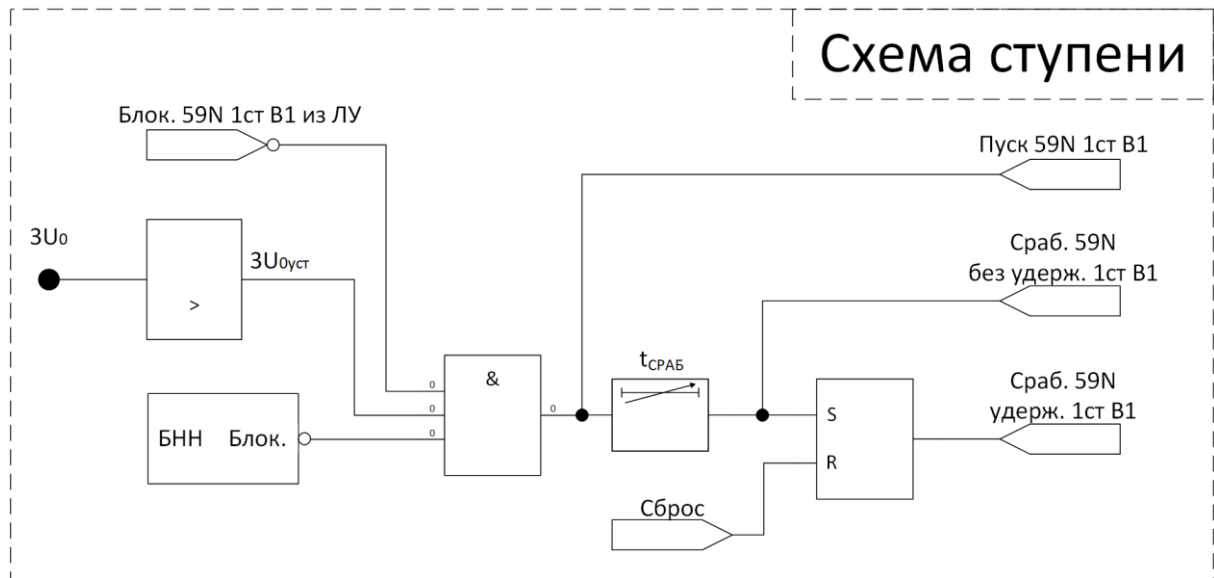 Схема ступени
Блок. 59N 1ст В1 из ЛУ
Пуск 59N 1ст В1
3U₀
3U₀уст
>
Сраб. 59N
без удерж. 1ст В1
&
tСРАБ
0
0
0
0
БНН Блок.
S
R
Сраб. 59N
удерж. 1ст В1
Сброс